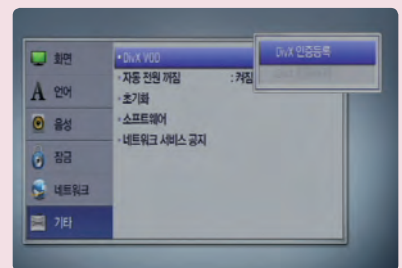 화면
언어
음성
잠금
네트워크
기타
• DivX VOD
• 자동 전원 꺼짐 : 켜짐
• 초기화
• 소프트웨어
• 네트워크 서비스 공지
DivX 인증등록